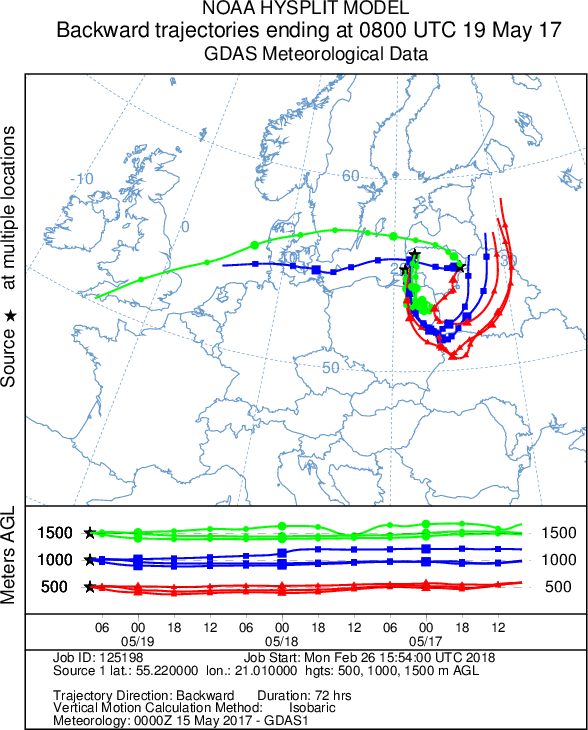 NOAA HYSPLIT MODEL
Backward trajectories ending at 0800 UTC 19 May 17
GDAS Meteorological Data
Source ★ at multiple locations
-10
0
60
20
30
50
Meters AGL
1500
1500
1000
1000
500
500
06 00 18 12 06 00 18 12 06 00 18 12
05/19 05/18 05/17
Job ID: 125198 Job Start: Mon Feb 26 15:54:00 UTC 2018
Source 1 lat.: 55.220000 lon.: 21.010000 hgts: 500, 1000, 1500 m AGL
Trajectory Direction: Backward Duration: 72 hrs
Vertical Motion Calculation Method: Isobaric
Meteorology: 0000Z 15 May 2017 - GDAS1